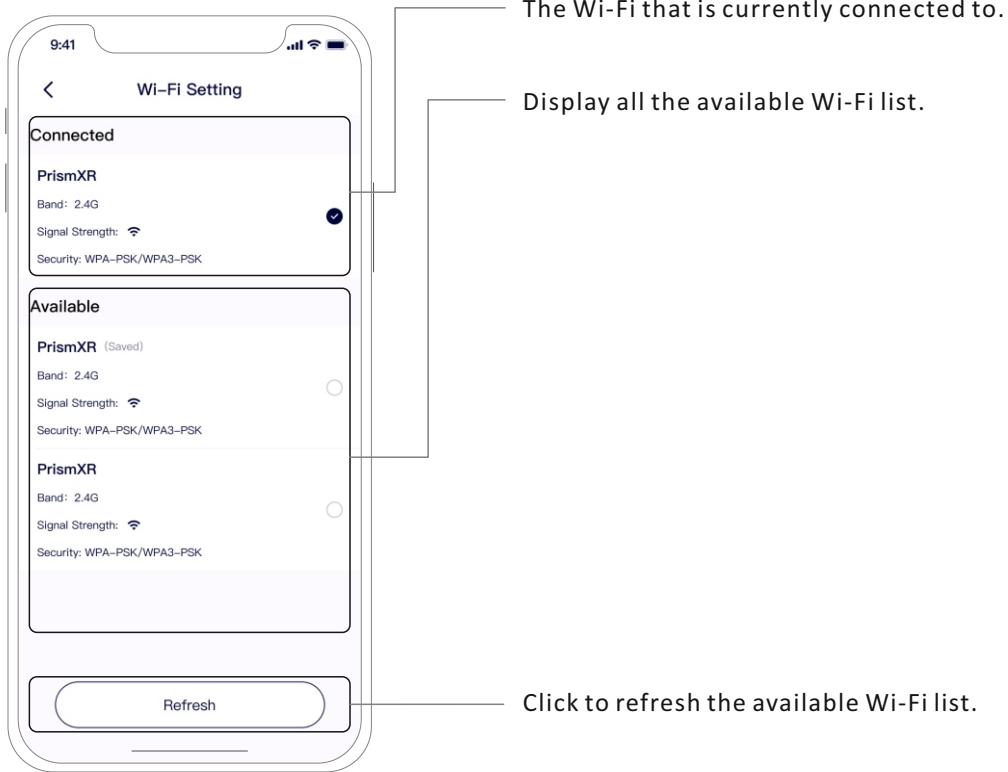 The Wi-Fi that is currently connected to.
9:41
Wi-Fi Setting
Display all the available Wi-Fi list.
Connected
PrismXR
Band: 2.4G
Signal Strength:
Security: WPA-PSK/WPA3-PSK
Available
PrismXR (Saved)
Band: 2.4G
Signal Strength:
Security: WPA-PSK/WPA3-PSK
PrismXR
Band: 2.4G
Signal Strength:
Security: WPA-PSK/WPA3-PSK
Refresh
Click to refresh the available Wi-Fi list.